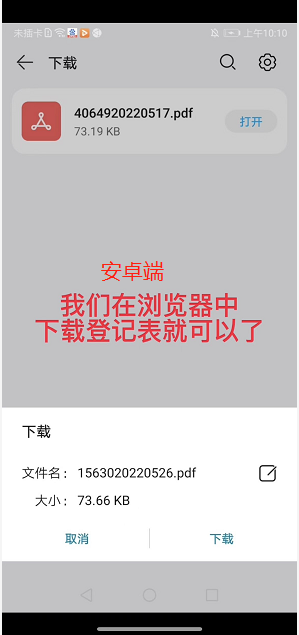 未插卡
上午10:10
下载
4064920220517.pdf
73.19 KB
打开
安卓端
我们在浏览器中
下载登记表就可以了
下载
文件名：1563020220526.pdf
大小：73.66 KB
取消
下载